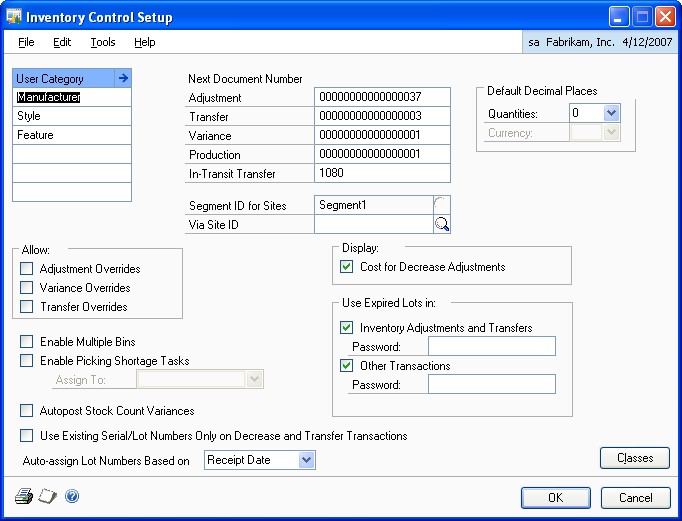 Inventory Control Setup
File Edit Tools Help sa Fabrikam, Inc. 4/12/2007
User Category
Manufacturer
Style
Feature
Next Document Number
Adjustment 00000000000000037
Transfer 00000000000000003
Variance 00000000000000001
Production 00000000000000001
In-Transit Transfer 1080
Segment ID for Sites Segment1
Via Site ID
Default Decimal Places
Quantities: 0
Currency:
Allow:
Adjustment Overrides
Variance Overrides
Transfer Overrides
Display:
Cost for Decrease Adjustments
Use Expired Lots in:
Inventory Adjustments and Transfers
Password:
Other Transactions
Password:
Enable Multiple Bins
Enable Picking Shortage Tasks
Assign To:
Autopost Stock Count Variances
Use Existing Serial/Lot Numbers Only on Decrease and Transfer Transactions
Auto-assign Lot Numbers Based on Receipt Date
Classes
OK Cancel